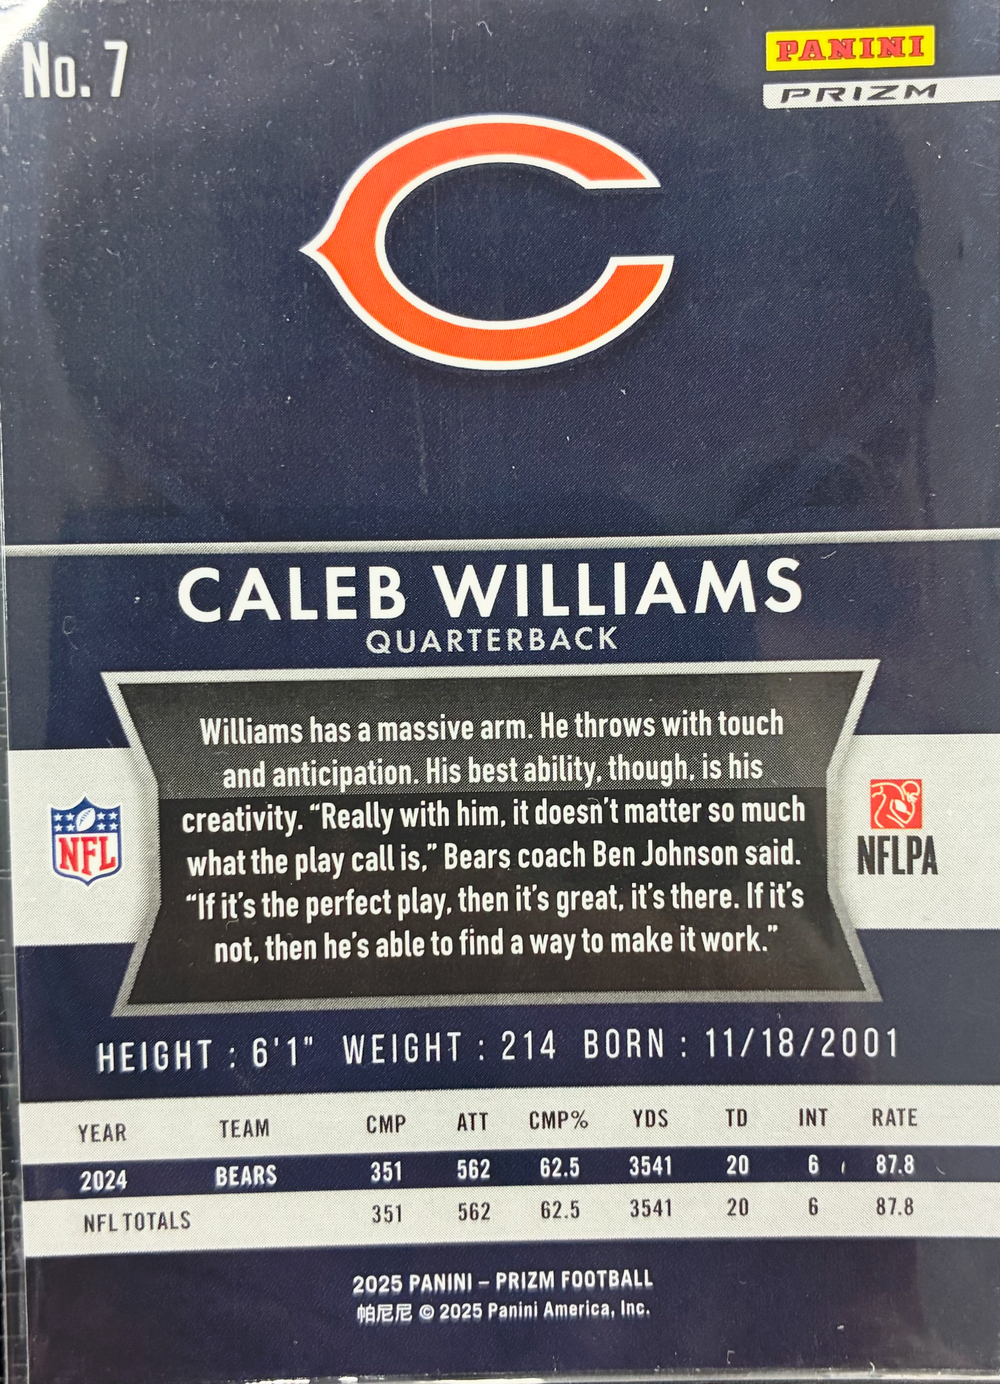 No. 7
PANINI
PRIZM
CALEB WILLIAMS
QUARTERBACK
Williams has a massive arm. He throws with touch
and anticipation. His best ability, though, is his
creativity. “Really with him, it doesn’t matter so much
what the play call is,” Bears coach Ben Johnson said.
“If it’s the perfect play, then it’s great, it’s there. If it’s
not, then he’s able to find a way to make it work.”
NFL
NFLPA
HEIGHT : 6'1" WEIGHT : 214 BORN : 11/18/2001
YEAR TEAM CMP ATT CMP% YDS TD INT RATE
2024 BEARS 351 562 62.5 3541 20 6 87.8
NFL TOTALS 351 562 62.5 3541 20 6 87.8
2025 PANINI – PRIZM FOOTBALL
帕尼尼 © 2025 Panini America, Inc.